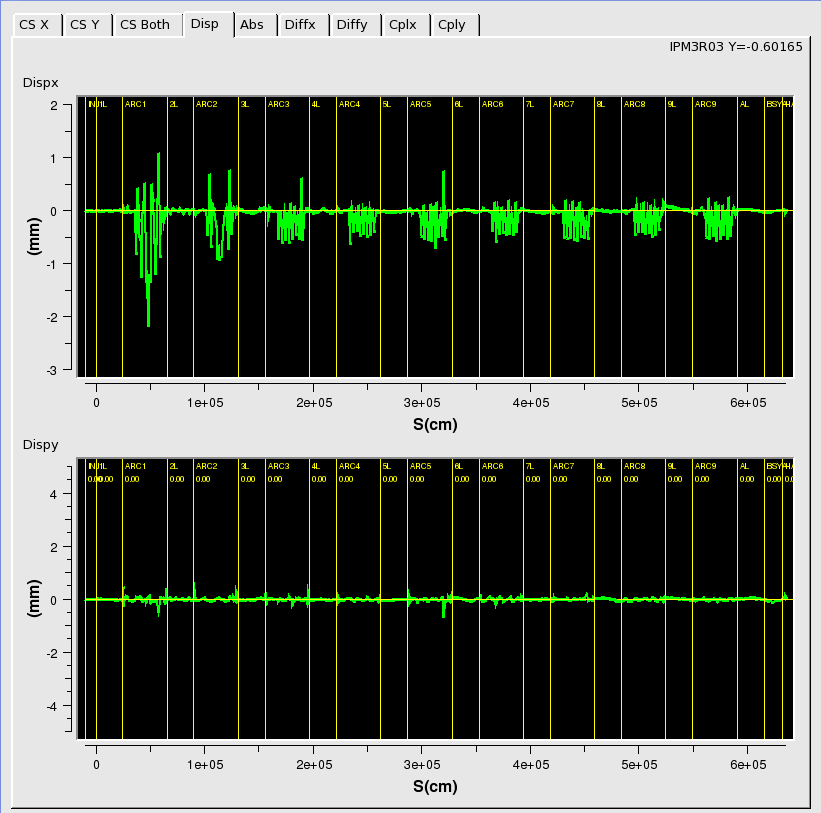 CS X CS Y CS Both Disp Abs Diffx Diffy Cplx Cply
IPM3R03 Y=-0.60165
Dispx
ARC1 2L ARC2 3L ARC3 4L ARC4 5L ARC5 6L ARC6 7L ARC7 8L ARC8 9L ARC9 AL
2
1
0
-1
-2
-3
(mm)
0 1e+05 2e+05 3e+05 4e+05 5e+05 6e+05
S(cm)
Dispy
ARC1 2L ARC2 3L ARC3 4L ARC4 5L ARC5 6L ARC6 7L ARC7 8L ARC8 9L ARC9 AL
0.00 0.00 0.00 0.00 0.00 0.00 0.00 0.00 0.00 0.00 0.00 0.00 0.00 0.00 0.00 0.00 0.00 0.00 0.00
4
2
0
-2
-4
(mm)
0 1e+05 2e+05 3e+05 4e+05 5e+05 6e+05
S(cm)